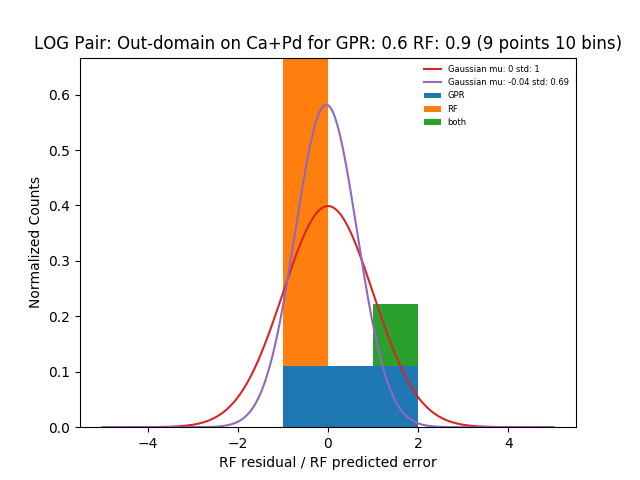 LOG Pair: Out-domain on Ca+Pd for GPR: 0.6 RF: 0.9 (9 points 10 bins)
Gaussian mu: 0 std: 1
Gaussian mu: -0.04 std: 0.69
GPR
RF
both
Normalized Counts
0.6
0.5
0.4
0.3
0.2
0.1
0.0
−4 −2 0 2 4
RF residual / RF predicted error